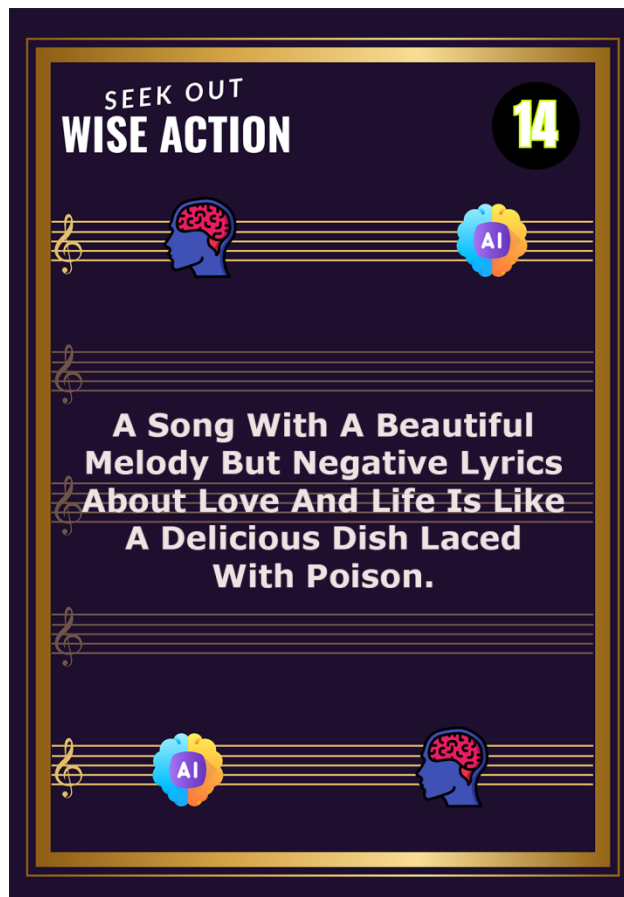 SEEK OUT
WISE ACTION
14
AI
A Song With A Beautiful
Melody But Negative Lyrics
About Love And Life Is Like
A Delicious Dish Laced
With Poison.
AI